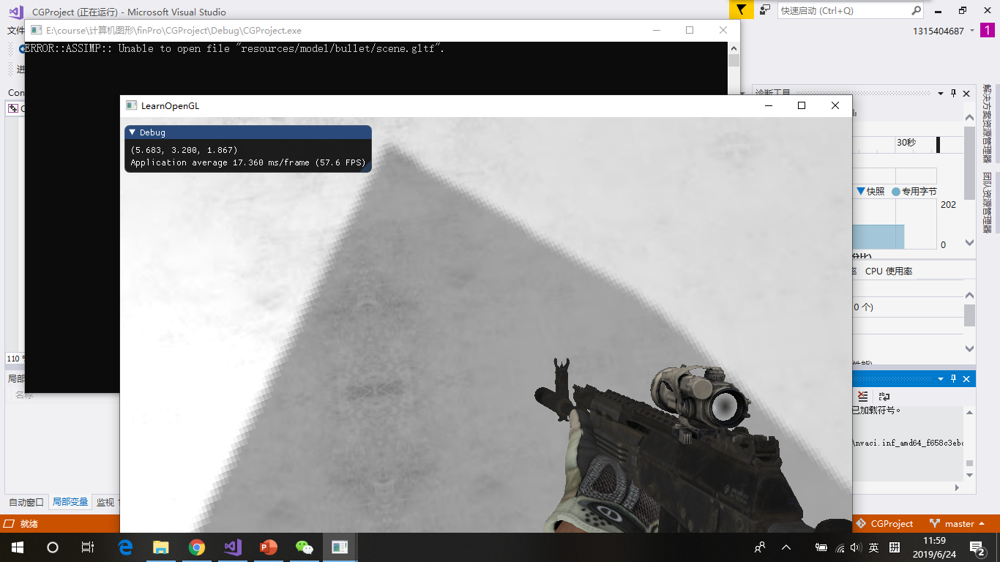 CGProject (正在运行) - Microsoft Visual Studio
快速启动 (Ctrl+Q)
文件
E:\course\计算机图形\finPro\CGProject\Debug\CGProject.exe
1315404687
1
ERROR::ASSIMP:: Unable to open file "resources/model/bullet/scene.gltf".
进
Con
诊断工具
解决方案资源管理器
团队资源管理器
LearnOpenGL
Debug
(5.683, 3.200, 1.867)
Application average 17.360 ms/frame (57.6 FPS)
30秒
快照
专用字节
202
0
CPU 使用率
0 个)
110 %
局部
名称
已加载符号。
\nvaci.inf_amd64_f658c3ebc
自动窗口
局部变量
监视 1
就绪
CGProject
master
英
拼
11:59
2019/6/24
2